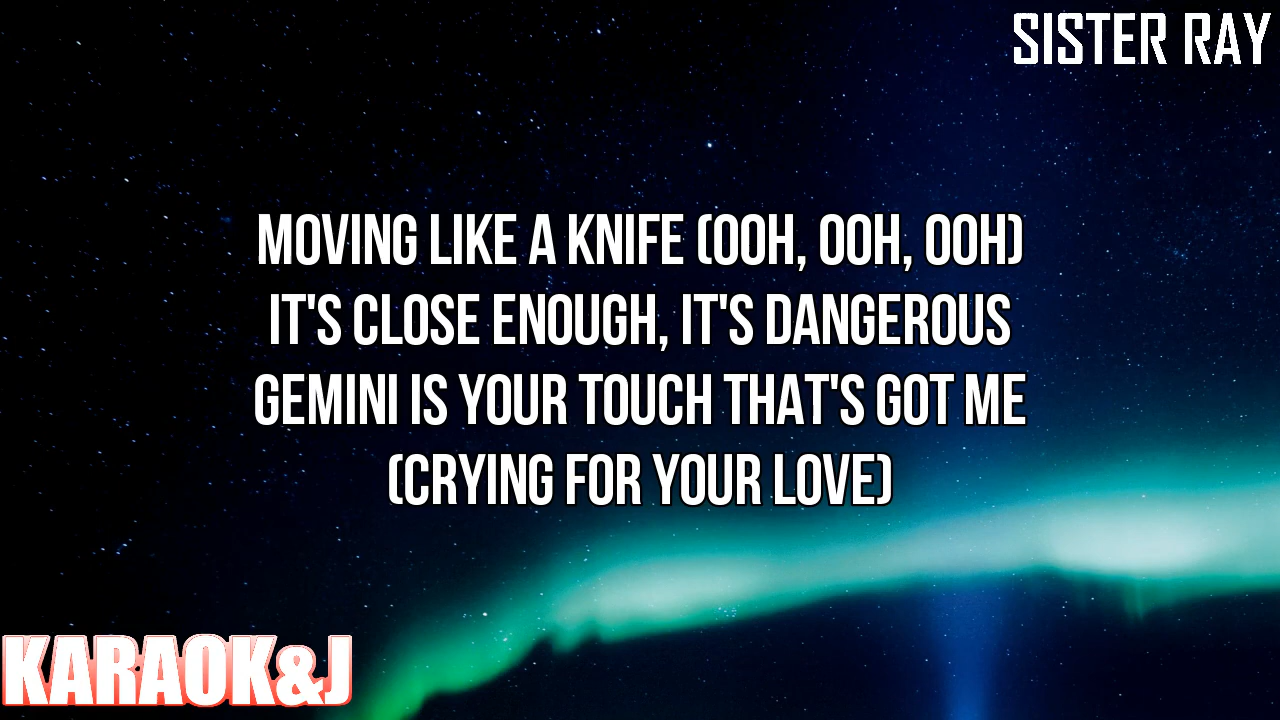 SISTER RAY
MOVING LIKE A KNIFE (OOH, OOH, OOH)
IT'S CLOSE ENOUGH, IT'S DANGEROUS
GEMINI IS YOUR TOUCH THAT'S GOT ME
(CRYING FOR YOUR LOVE)
KARAOK&J